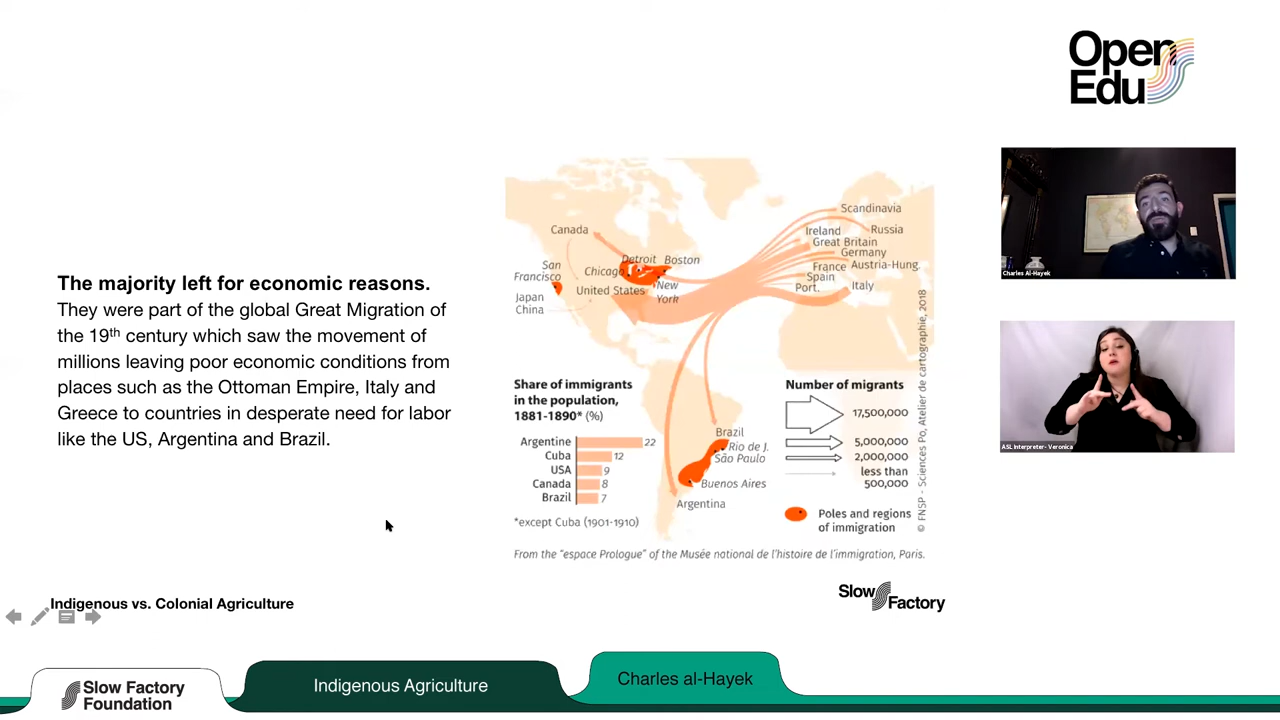 Open
Edu
The majority left for economic reasons.
They were part of the global Great Migration of
the 19th century which saw the movement of
millions leaving poor economic conditions from
places such as the Ottoman Empire, Italy and
Greece to countries in desperate need for labor
like the US, Argentina and Brazil.
Canada
San
Francisco
Japan
China
Chicago
Detroit
Boston
New
York
United States
Scandinavia
Ireland
Russia
Great Britain
Germany
France
Austria-Hung.
Spain
Port.
Italy
Brazil
Rio de J.
São Paulo
Buenos Aires
Argentina
Share of immigrants
in the population,
1881-1890* (%)
Argentine 22
Cuba 12
USA 9
Canada 8
Brazil 7
*except Cuba (1901-1910)
Number of migrants
17,500,000
5,000,000
2,000,000
less than
500,000
Poles and regions
of immigration
© FNSP - Sciences Po, Atelier de cartographie, 2018
From the “espace Prologue” of the Musée national de l’histoire de l’immigration, Paris.
Charles Al-Hayek
ASL Interpreter- Veronica
Indigenous vs. Colonial Agriculture
Slow
Factory
Slow Factory
Foundation
Indigenous Agriculture
Charles al-Hayek